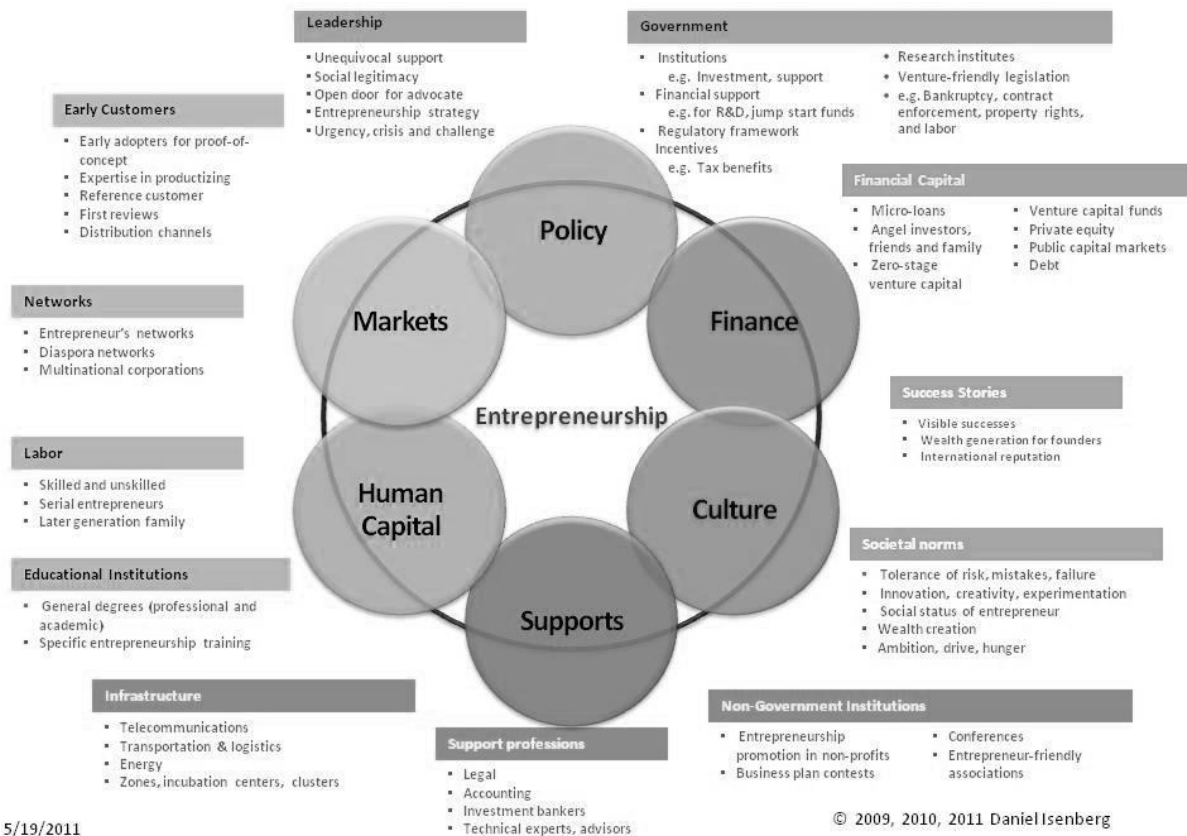 Leadership
▪ Unequivocal support
▪ Social legitimacy
▪ Open door for advocate
▪ Entrepreneurship strategy
▪ Urgency, crisis and challenge
Government
▪ Institutions
e.g. Investment, support
▪ Financial support
e.g. for R&D, jump start funds
▪ Regulatory framework
Incentives
e.g. Tax benefits
• Research institutes
• Venture-friendly legislation
• e.g. Bankruptcy, contract
enforcement, property rights,
and labor
Early Customers
▪ Early adopters for proof-of-
concept
▪ Expertise in productizing
▪ Reference customer
▪ First reviews
▪ Distribution channels
Financial Capital
▪ Micro-loans
▪ Angel investors,
friends and family
▪ Zero-stage
venture capital
▪ Venture capital funds
▪ Private equity
▪ Public capital markets
▪ Debt
Networks
▪ Entrepreneur's networks
▪ Diaspora networks
▪ Multinational corporations
Policy
Markets
Finance
Entrepreneurship
Human
Capital
Culture
Supports
Success Stories
▪ Visible successes
▪ Wealth generation for founders
▪ International reputation
Labor
▪ Skilled and unskilled
▪ Serial entrepreneurs
▪ Later generation family
Societal norms
▪ Tolerance of risk, mistakes, failure
▪ Innovation, creativity, experimentation
▪ Social status of entrepreneur
▪ Wealth creation
▪ Ambition, drive, hunger
Educational Institutions
▪ General degrees (professional and
academic)
▪ Specific entrepreneurship training
Infrastructure
▪ Telecommunications
▪ Transportation & logistics
▪ Energy
▪ Zones, incubation centers, clusters
Support professions
▪ Legal
▪ Accounting
▪ Investment bankers
▪ Technical experts, advisors
Non-Government Institutions
▪ Entrepreneurship
promotion in non-profits
▪ Business plan contests
▪ Conferences
▪ Entrepreneur-friendly
associations
5/19/2011
© 2009, 2010, 2011 Daniel Isenberg